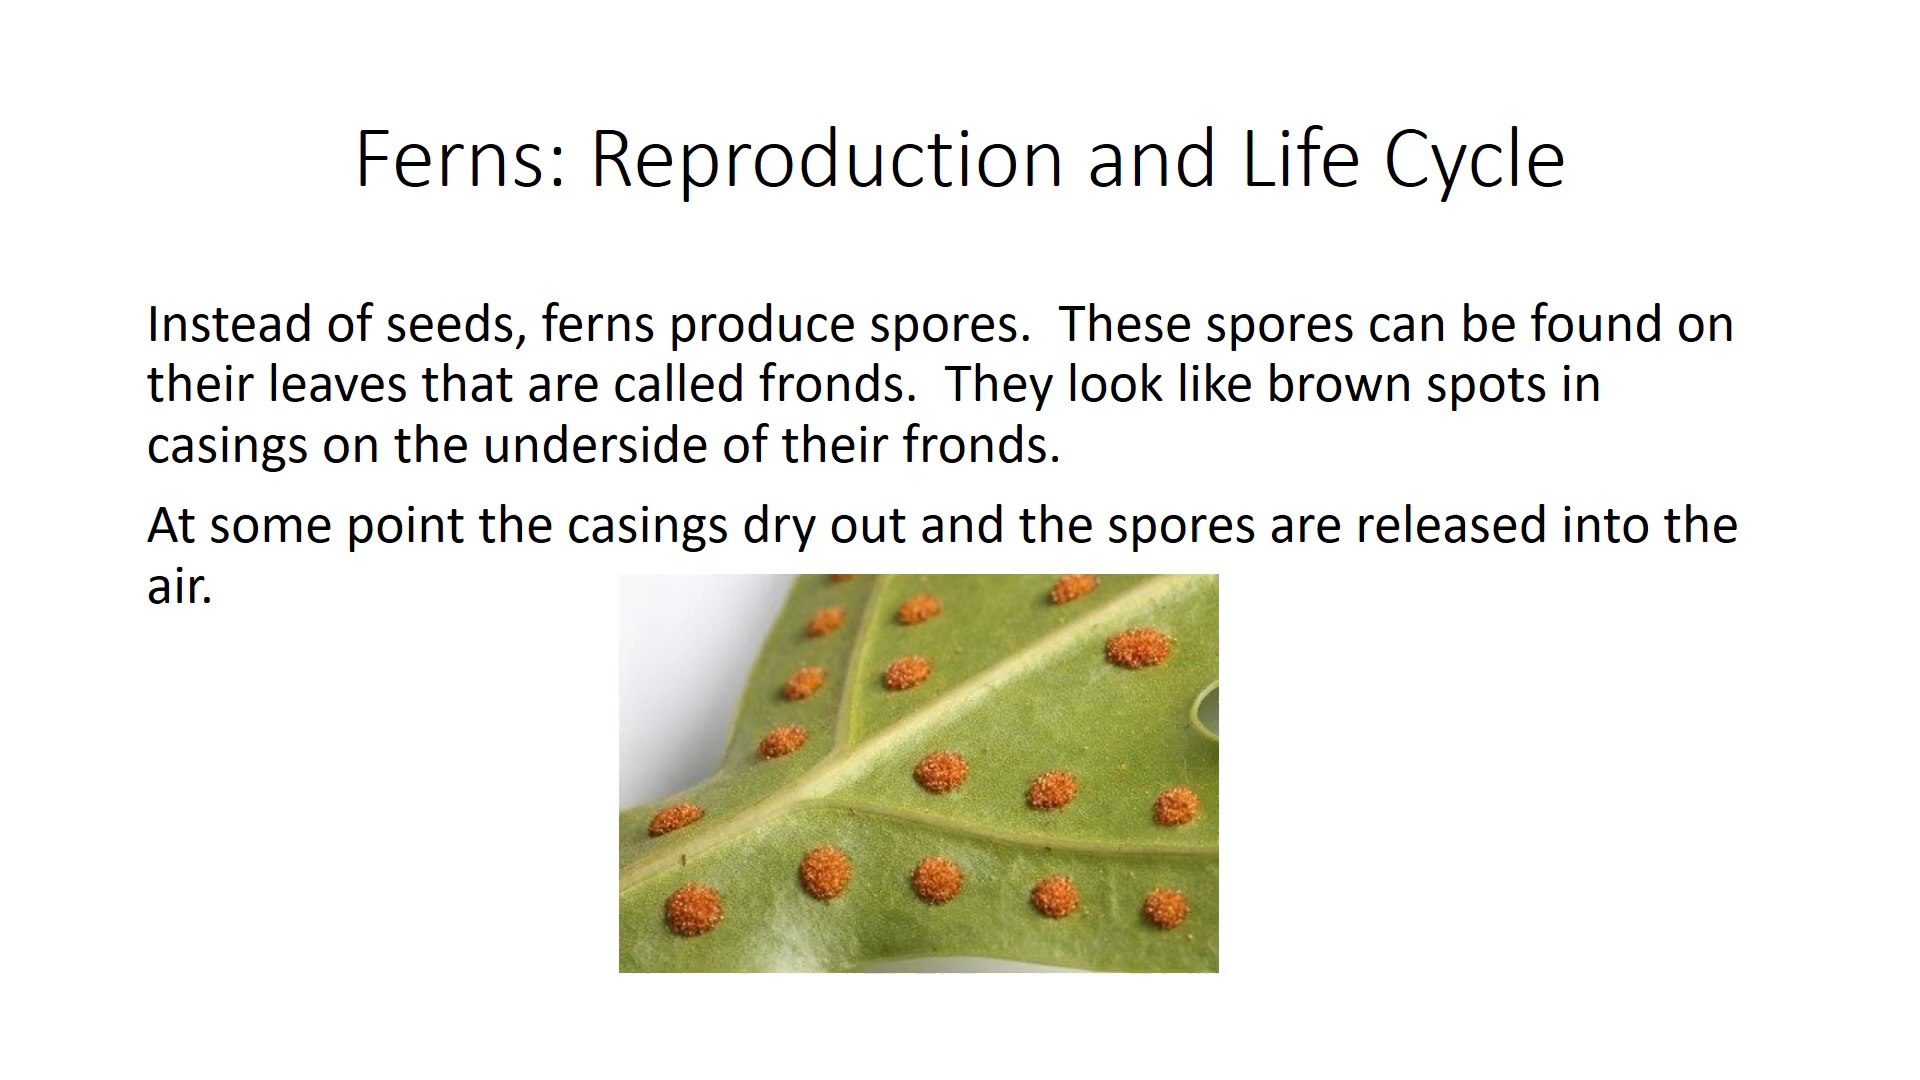 Ferns: Reproduction and Life Cycle
Instead of seeds, ferns produce spores.  These spores can be found on
their leaves that are called fronds.  They look like brown spots in
casings on the underside of their fronds.
At some point the casings dry out and the spores are released into the
air.